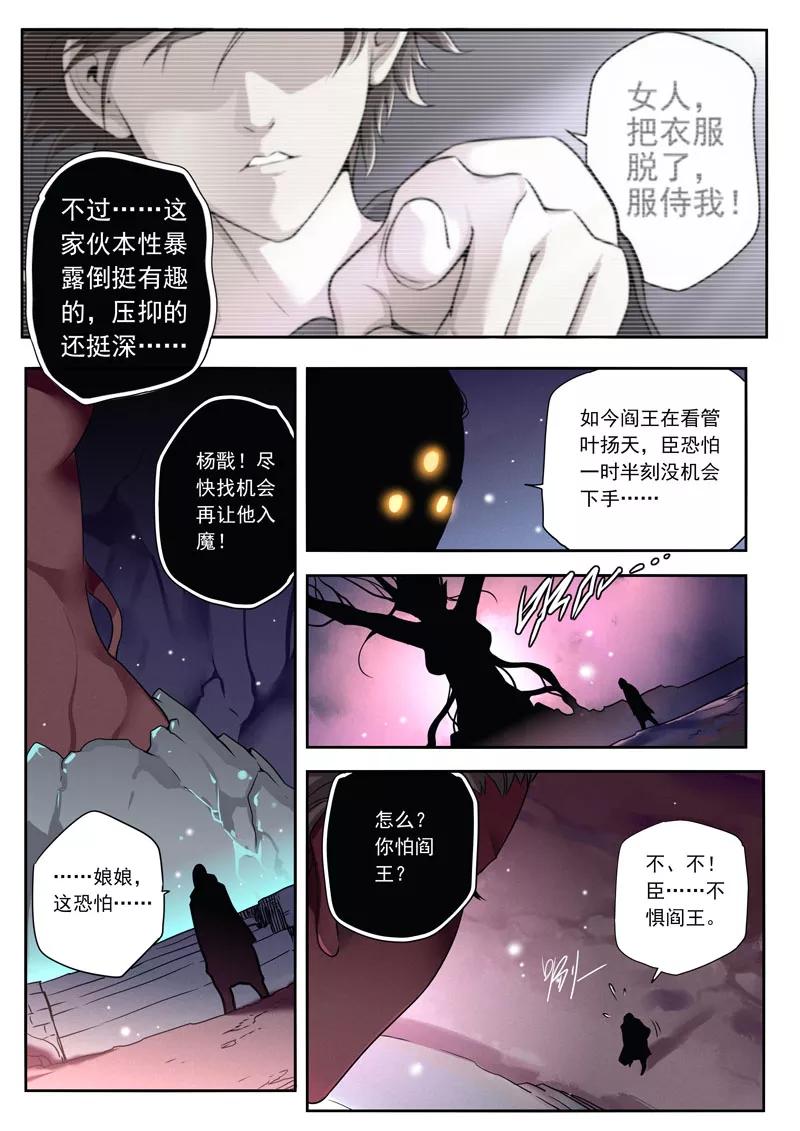 女人，
把衣服
脱了，
服侍我！
不过……这
家伙本性暴
露倒挺有趣
的，压抑的
还挺深……
杨戬！尽
快找机会
再让他入
魔！
……娘娘，
这恐怕……
如今阎王在看管
叶扬天，臣恐怕
一时半刻没机会
下手……
怎么？
你怕阎
王？
不、不！
臣……不
惧阎王。